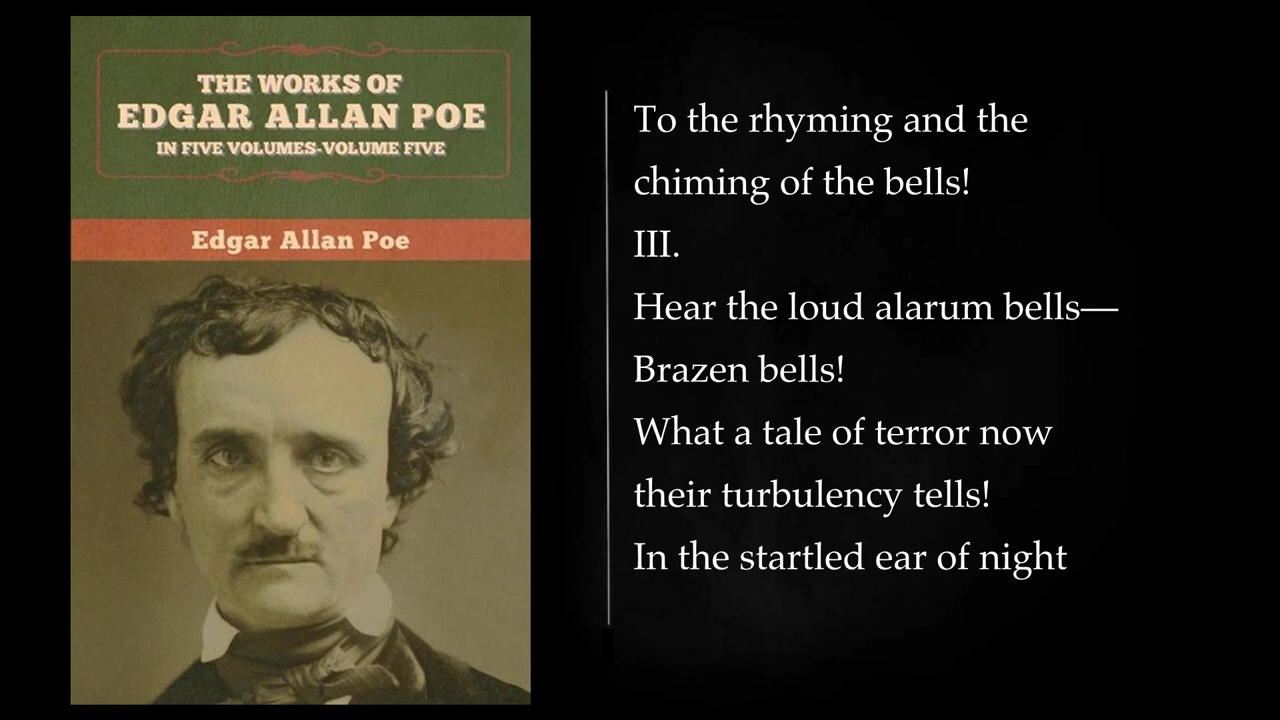 THE WORKS OF
EDGAR ALLAN POE
IN FIVE VOLUMES-VOLUME FIVE
Edgar Allan Poe
To the rhyming and the
chiming of the bells!
III.
Hear the loud alarum bells—
Brazen bells!
What a tale of terror now
their turbulency tells!
In the startled ear of night